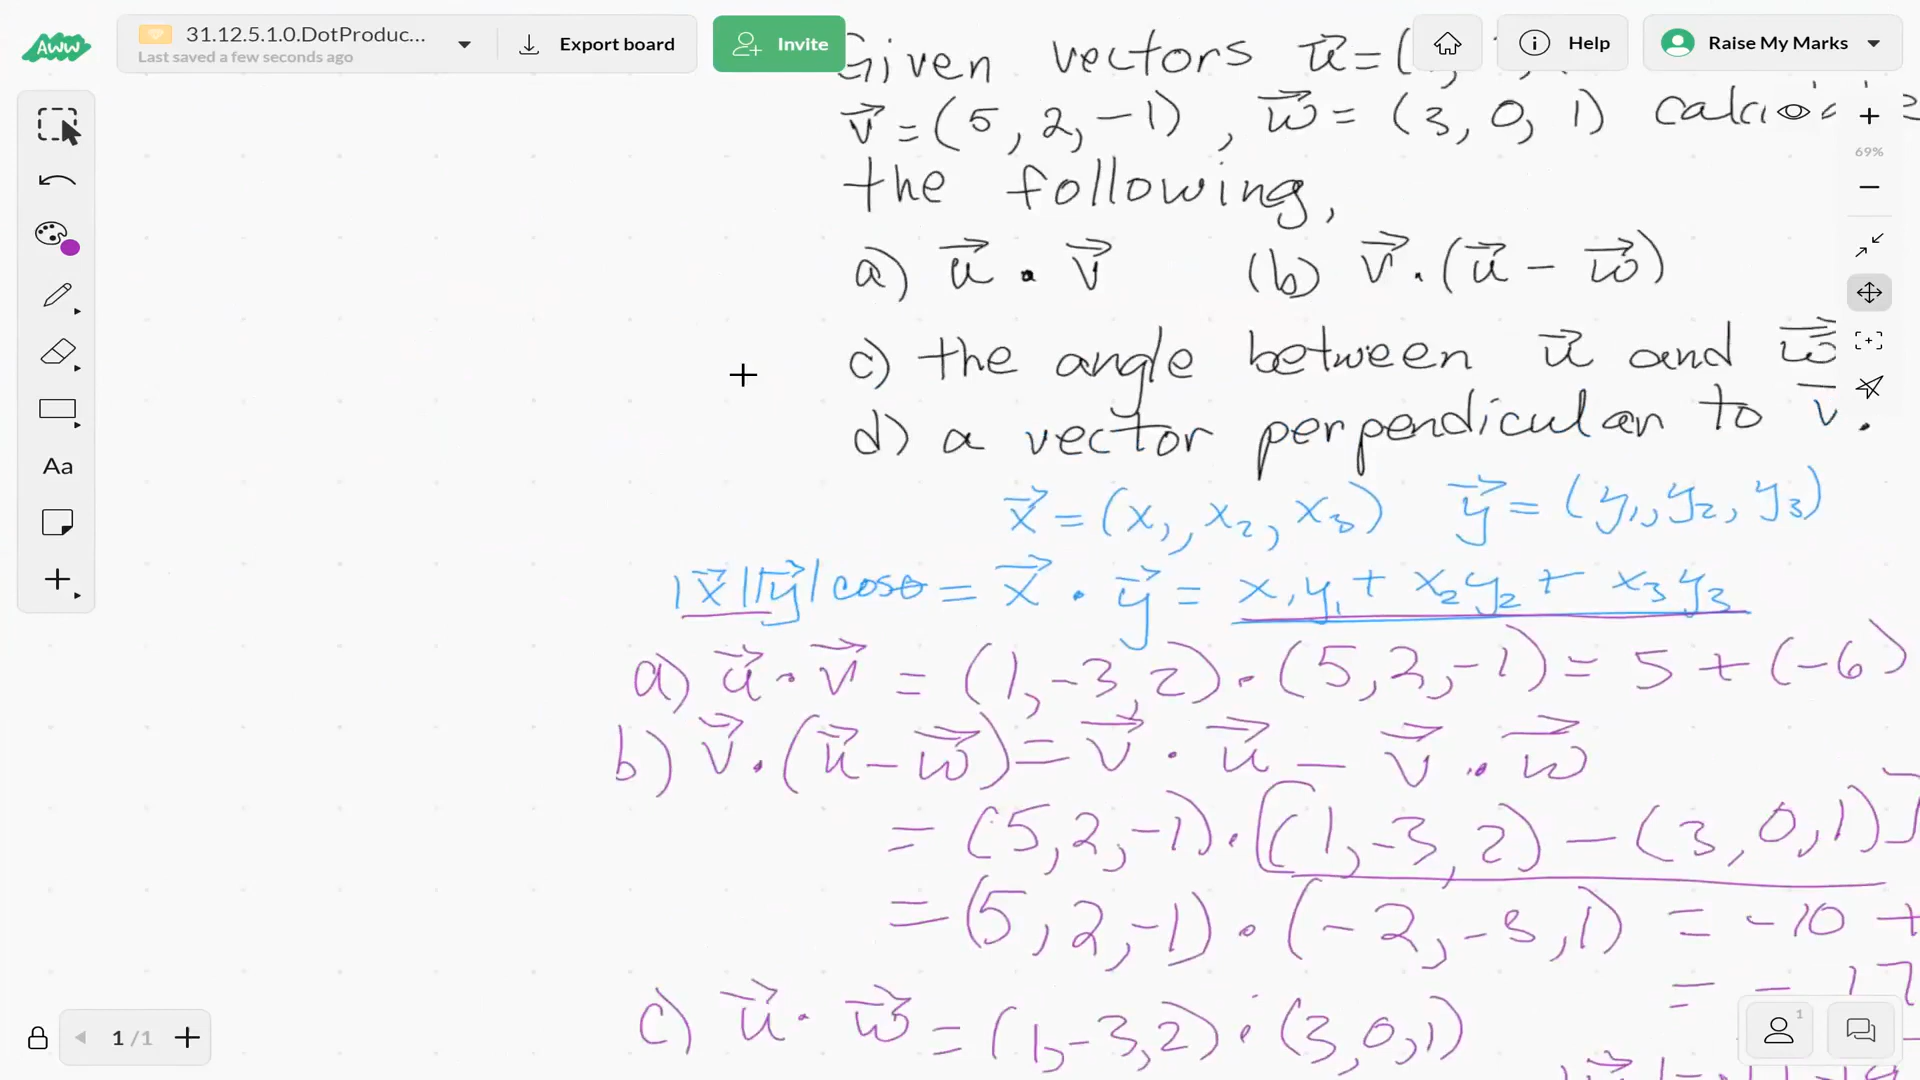 AWW
31.12.5.1.0.DotProduc...
Last saved a few seconds ago
Export board
Invite
Help
Raise My Marks
69%
Aa
Given vectors u⃗ = (
v⃗ = (5, 2, -1), w⃗ = (3, 0, 1)
the following,
a) u⃗ · v⃗ (b) v⃗ · (u⃗ - w⃗)
c) the angle between u⃗ and w⃗
d) a vector perpendicular to v.
x⃗ = (x₁, x₂, x₃) y⃗ = (y₁, y₂, y₃)
|x⃗||y⃗| cosθ = x⃗ · y⃗ = x₁y₁ + x₂y₂ + x₃y₃
a) u⃗ · v⃗ = (1, -3, 2) · (5, 2, -1) = 5 + (-6)
b) v⃗ · (u⃗ - w⃗) = v⃗ · u⃗ - v⃗ · w⃗
= (5, 2, -1) · [(1, -3, 2) - (3, 0, 1)]
= (5, 2, -1) · (-2, -3, 1) = -10 +
= -17
c) u⃗ · w⃗ = (1, -3, 2) · (3, 0, 1)
1 / 1
1